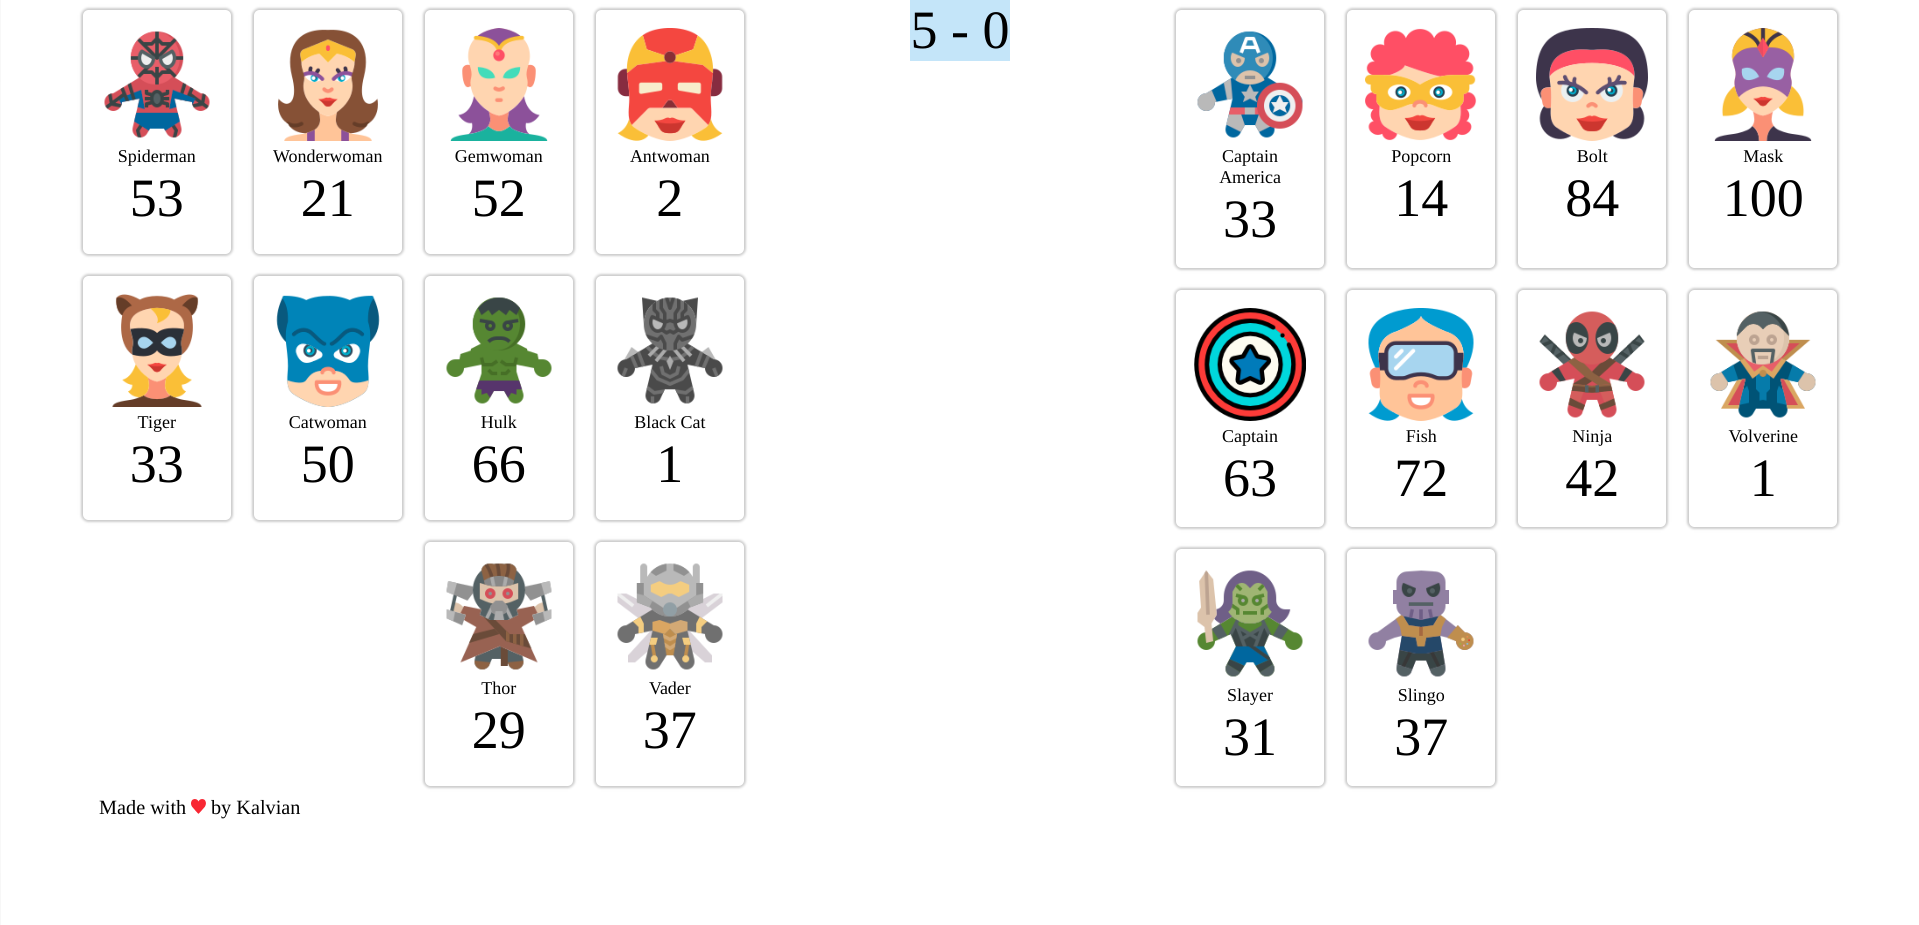 5 - 0
Spiderman
53
Wonderwoman
21
Gemwoman
52
Antwoman
2
Tiger
33
Catwoman
50
Hulk
66
Black Cat
1
Thor
29
Vader
37
Captain
America
33
Popcorn
14
Bolt
84
Mask
100
Captain
63
Fish
72
Ninja
42
Volverine
1
Slayer
31
Slingo
37
Made with ♥ by Kalvian